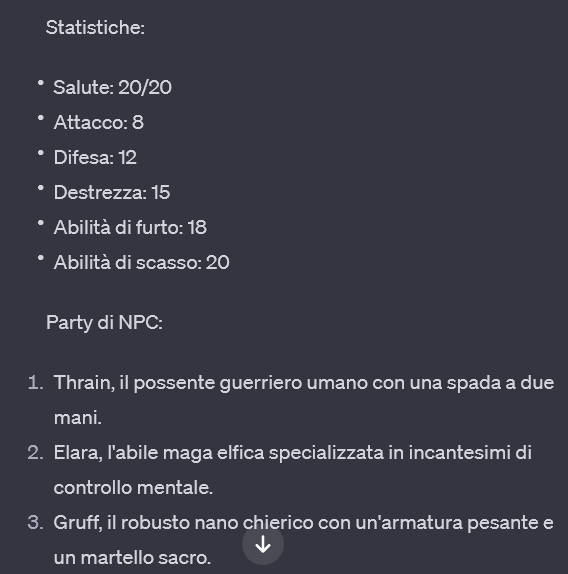 Statistiche:
• Salute: 20/20
• Attacco: 8
• Difesa: 12
• Destrezza: 15
• Abilità di furto: 18
• Abilità di scasso: 20
Party di NPC:
1. Thrain, il possente guerriero umano con una spada a due
mani.
2. Elara, l'abile maga elfica specializzata in incantesimi di
controllo mentale.
3. Gruff, il robusto nano chierico con un'armatura pesante e
un martello sacro.